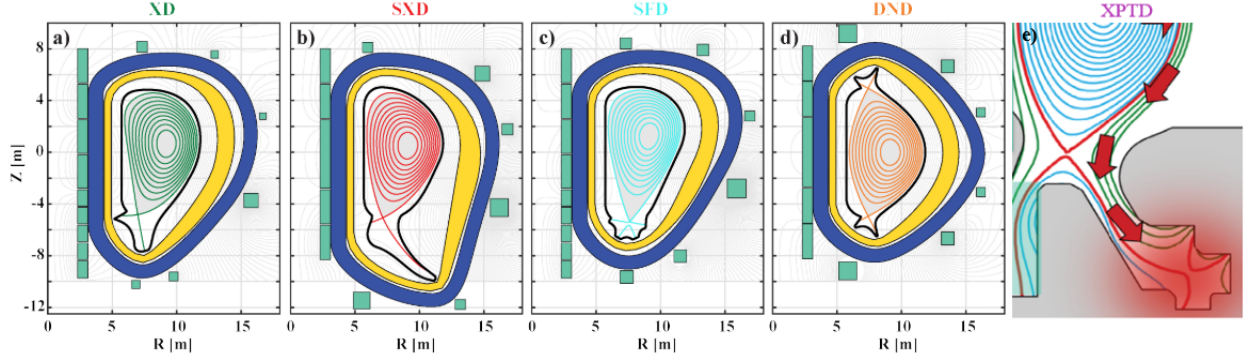 XD SXD SFD DND XPTD
a) b) c) d) e)
8
4
0
-4
-8
-12
Z [m]
0 5 10 15 0 5 10 15 0 5 10 15 0 5 10 15
R [m] R [m] R [m] R [m]